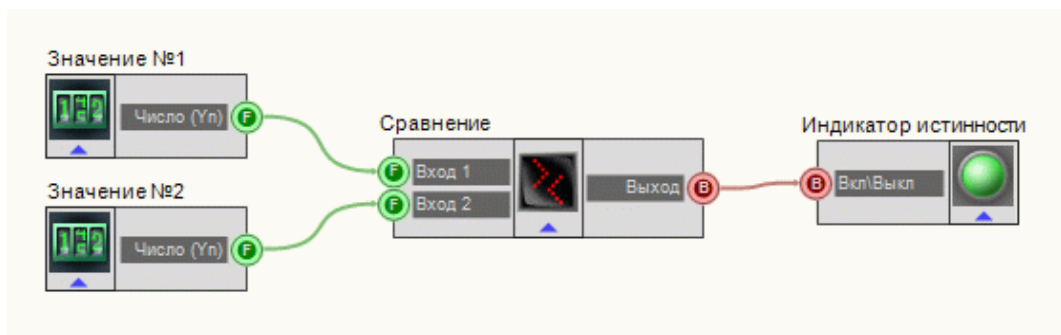 Значение №1
Число (Yn)
F
Значение №2
Число (Yn)
F
Сравнение
F
Вход 1
F
Вход 2
Выход
B
Индикатор истинности
B
Вкл\Выкл